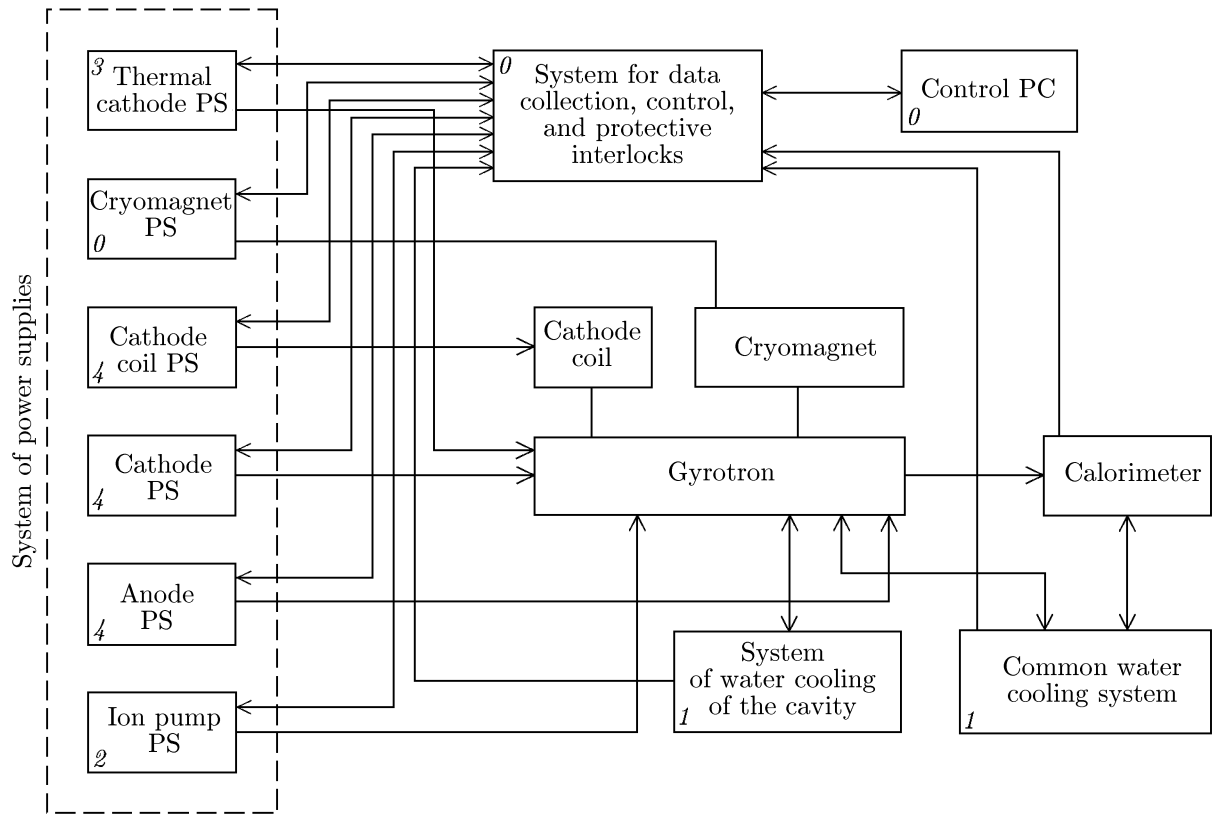 System of power supplies
3
Thermal
cathode PS
Cryomagnet
PS
0
Cathode
coil PS
4
Cathode
PS
4
Anode
PS
4
Ion pump
PS
2
0
System for data
collection, control,
and protective
interlocks
Control PC
0
Cathode
coil
Cryomagnet
Gyrotron
Calorimeter
System
of water cooling
of the cavity
1
Common water
cooling system
1